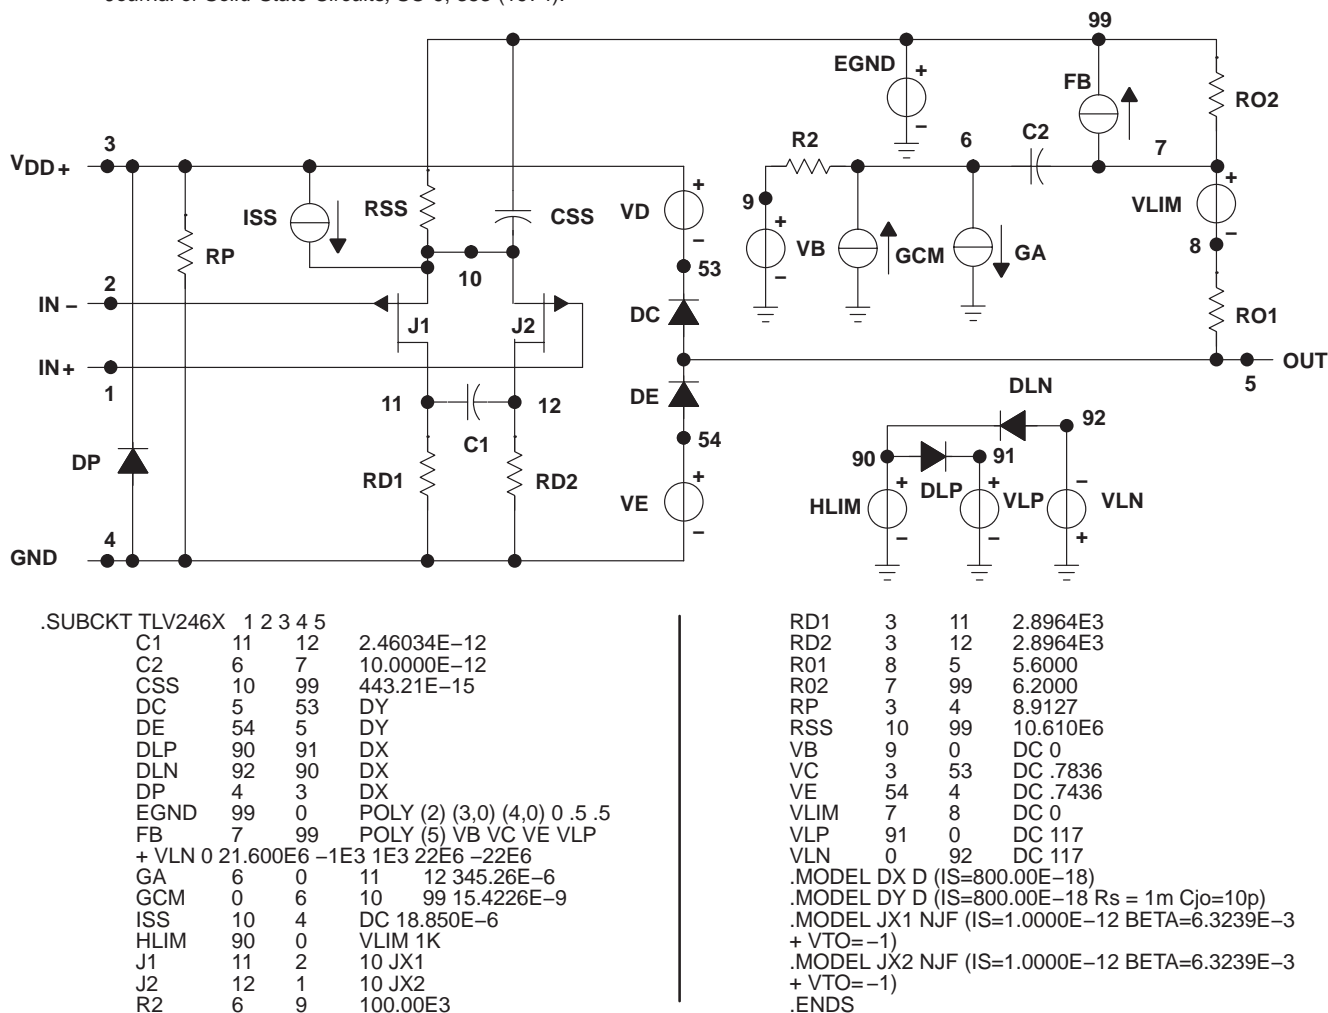 Journal of Solid-State Circuits, SC-9, 353 (1974).
99
EGND
+
−
FB
RO2
3
VDD+
R2
6
C2
7
ISS
RSS
CSS
VD
+
−
9
+
VB
−
GCM
GA
VLIM
+
−
8
RP
10
53
2
IN −
J1
J2
DC
RO1
IN+
1
OUT
5
11
12
C1
DE
DLN
92
54
90
91
DP
RD1
RD2
VE
+
−
HLIM
+
−
DLP
+
VLP
−
−
VLN
+
4
GND
.SUBCKT TLV246X 1 2 3 4 5
C1 11 12 2.46034E−12
C2 6 7 10.0000E−12
CSS 10 99 443.21E−15
DC 5 53 DY
DE 54 5 DY
DLP 90 91 DX
DLN 92 90 DX
DP 4 3 DX
EGND 99 0 POLY (2) (3,0) (4,0) 0 .5 .5
FB 7 99 POLY (5) VB VC VE VLP
+ VLN 0 21.600E6 −1E3 1E3 22E6 −22E6
GA 6 0 11 12 345.26E−6
GCM 0 6 10 99 15.4226E−9
ISS 10 4 DC 18.850E−6
HLIM 90 0 VLIM 1K
J1 11 2 10 JX1
J2 12 1 10 JX2
R2 6 9 100.00E3
RD1 3 11 2.8964E3
RD2 3 12 2.8964E3
R01 8 5 5.6000
R02 7 99 6.2000
RP 3 4 8.9127
RSS 10 99 10.610E6
VB 9 0 DC 0
VC 3 53 DC .7836
VE 54 4 DC .7436
VLIM 7 8 DC 0
VLP 91 0 DC 117
VLN 0 92 DC 117
.MODEL DX D (IS=800.00E−18)
.MODEL DY D (IS=800.00E−18 Rs = 1m Cjo=10p)
.MODEL JX1 NJF (IS=1.0000E−12 BETA=6.3239E−3
+ VTO=−1)
.MODEL JX2 NJF (IS=1.0000E−12 BETA=6.3239E−3
+ VTO=−1)
.ENDS